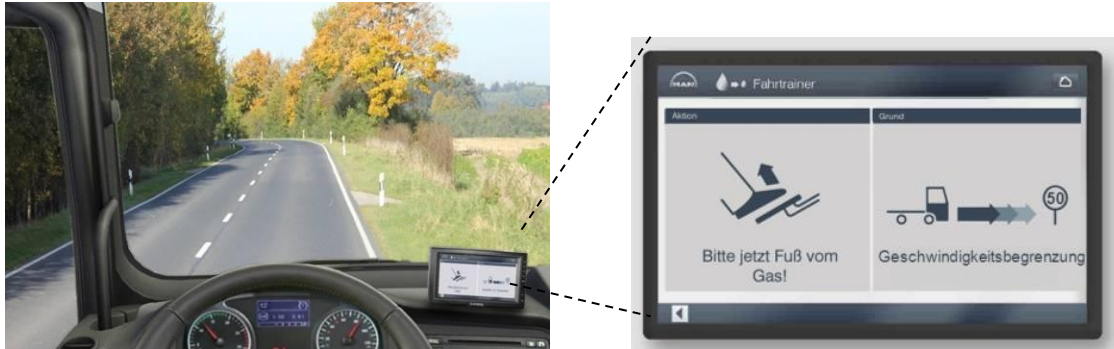 MAN
Fahrtrainer
Aktion
Grund
50
Bitte jetzt Fuß vom
Gas!
Geschwindigkeitsbegrenzung